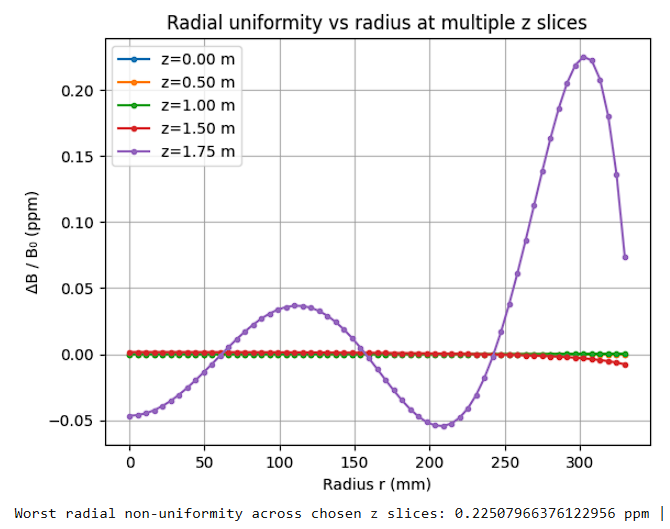 Radial uniformity vs radius at multiple z slices
z=0.00 m
z=0.50 m
z=1.00 m
z=1.50 m
z=1.75 m
0.20
0.15
0.10
0.05
0.00
−0.05
ΔB / B₀ (ppm)
0 50 100 150 200 250 300
Radius r (mm)
Worst radial non-uniformity across chosen z slices: 0.22507966376122956 ppm |